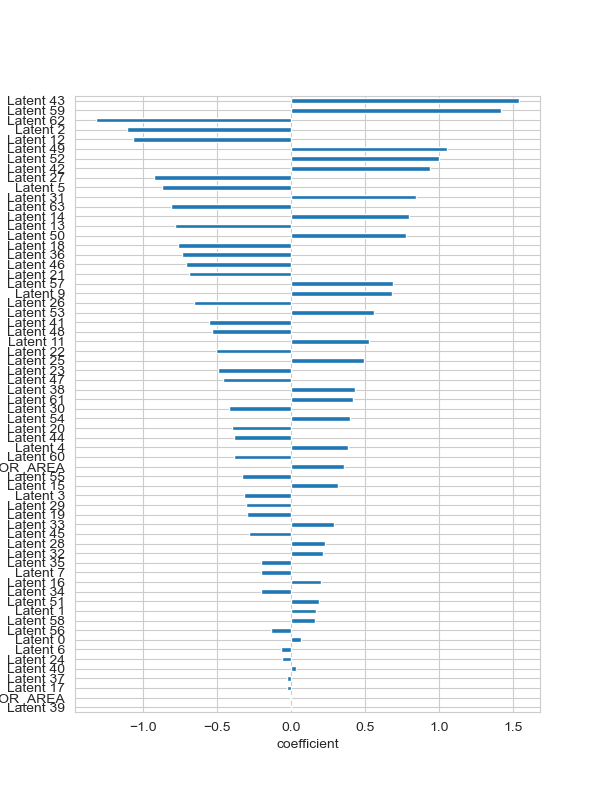 Latent 43
Latent 59
Latent 62
Latent 2
Latent 12
Latent 49
Latent 52
Latent 42
Latent 27
Latent 5
Latent 31
Latent 63
Latent 14
Latent 13
Latent 50
Latent 18
Latent 36
Latent 46
Latent 21
Latent 57
Latent 9
Latent 26
Latent 53
Latent 41
Latent 48
Latent 11
Latent 22
Latent 25
Latent 23
Latent 47
Latent 38
Latent 61
Latent 30
Latent 54
Latent 20
Latent 44
Latent 4
Latent 60
OR_AREA
Latent 55
Latent 15
Latent 3
Latent 29
Latent 19
Latent 33
Latent 45
Latent 28
Latent 32
Latent 35
Latent 7
Latent 16
Latent 34
Latent 51
Latent 1
Latent 58
Latent 56
Latent 0
Latent 6
Latent 24
Latent 40
Latent 37
Latent 17
OR_AREA
Latent 39
−1.0 −0.5 0.0 0.5 1.0 1.5
coefficient